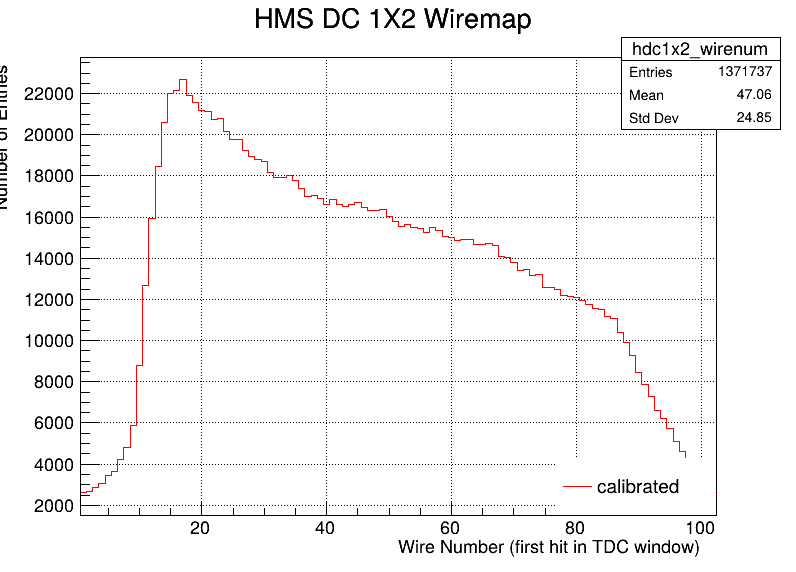 HMS DC 1X2 Wiremap
hdc1x2_wirenum
Entries 1371737
Mean 47.06
Std Dev 24.85
Number of Entries
22000
20000
18000
16000
14000
12000
10000
8000
6000
4000
2000
calibrated
20 40 60 80 100
Wire Number (first hit in TDC window)